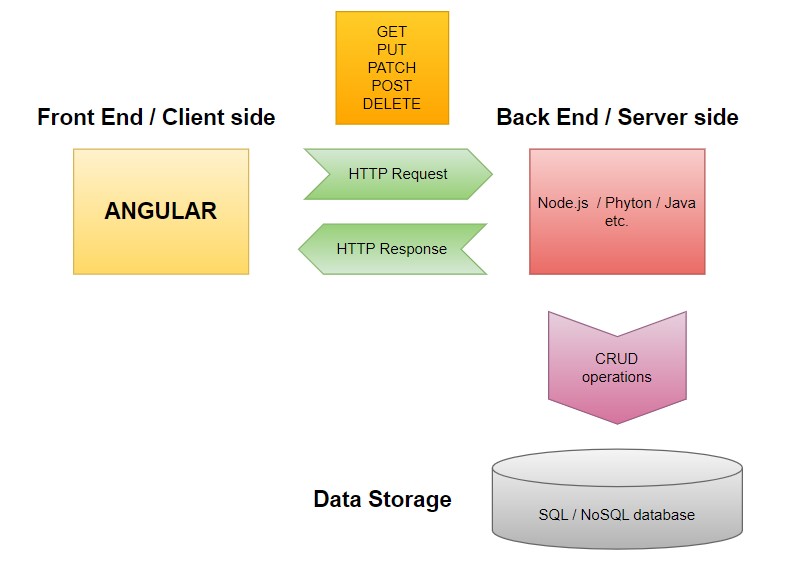 GET
PUT
PATCH
POST
DELETE
Front End / Client side
Back End / Server side
ANGULAR
HTTP Request
HTTP Response
Node.js / Phyton / Java
etc.
CRUD
operations
Data Storage
SQL / NoSQL database